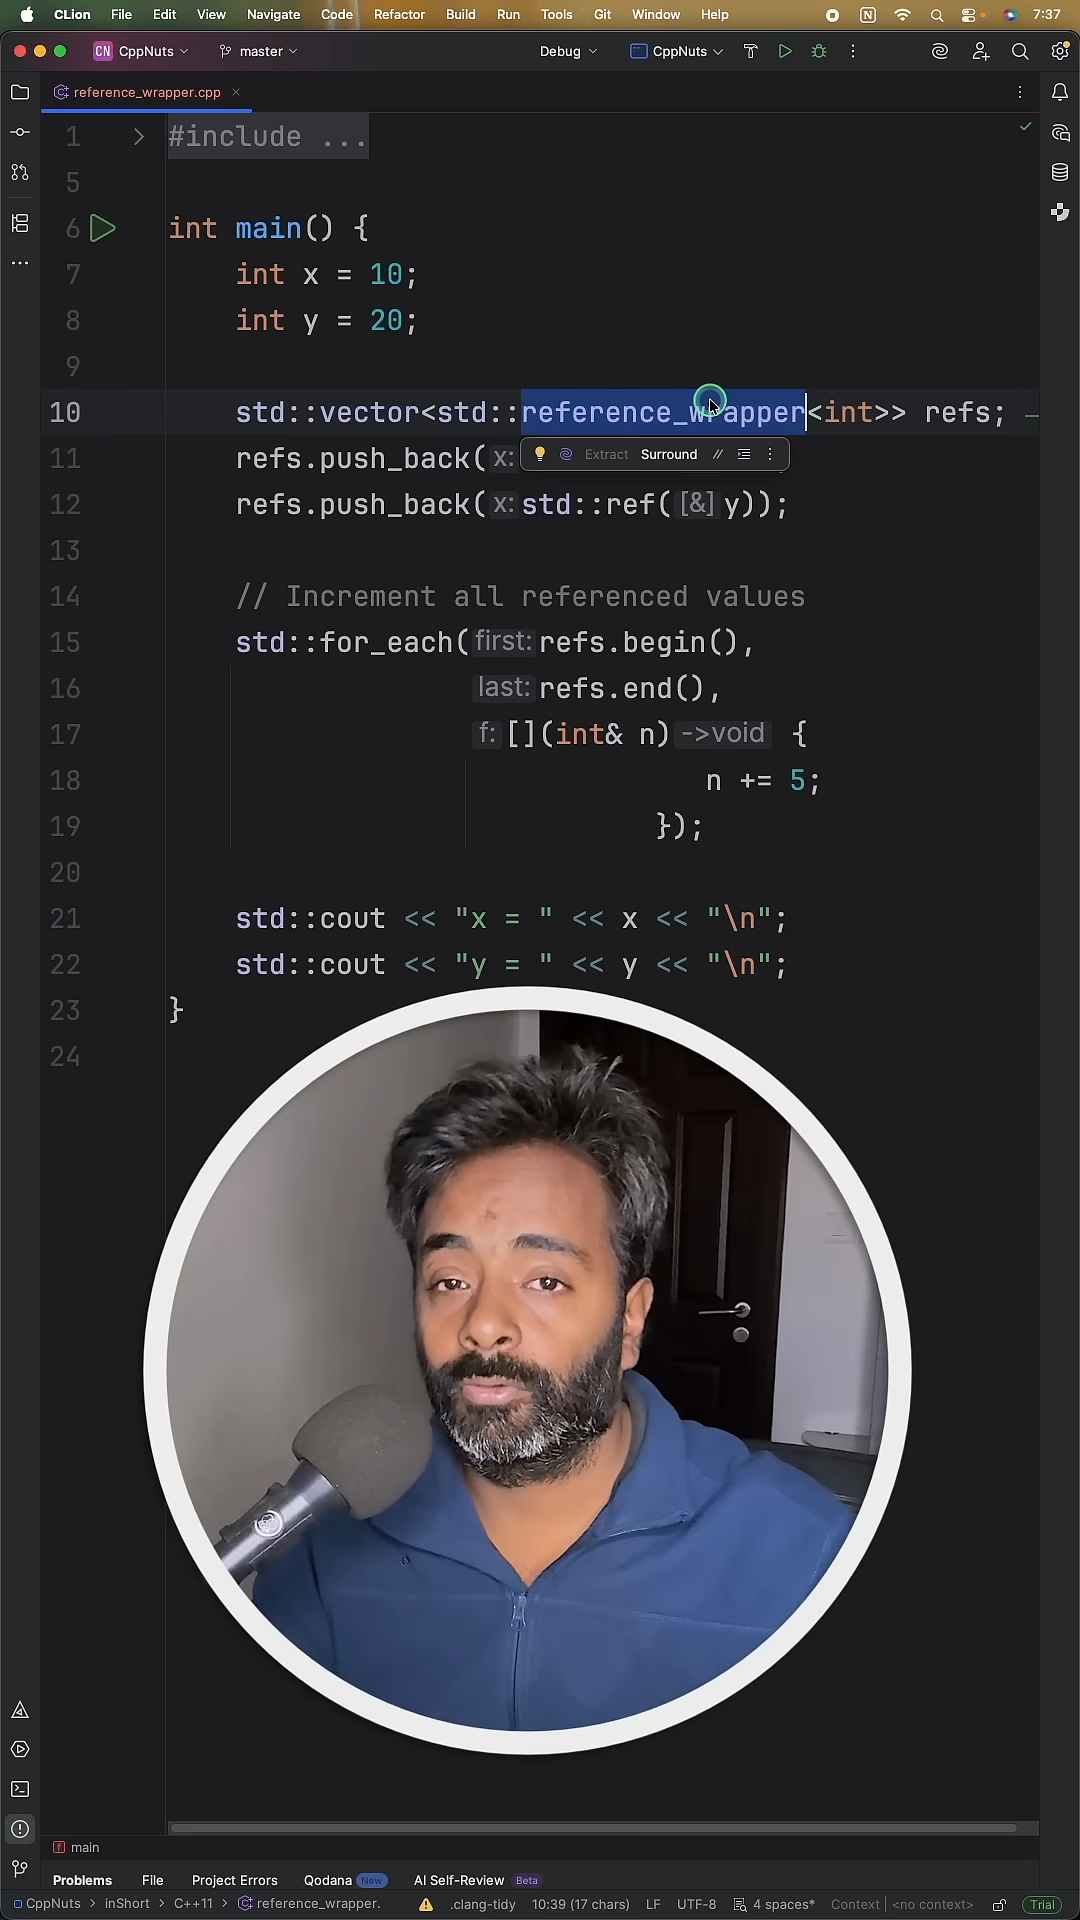 CLion File Edit View Navigate Code Refactor Build Run Tools Git Window Help 7:37
CN CppNuts master Debug CppNuts
reference_wrapper.cpp
1 #include ...
5
6 int main() {
7 int x = 10;
8 int y = 20;
9
10 std::vector<std::reference_wrapper<int>> refs;
11 refs.push_back( x:
Extract Surround //
12 refs.push_back( x: std::ref( [&] y));
13
14 // Increment all referenced values
15 std::for_each( first: refs.begin(),
16 last: refs.end(),
17 f: [](int& n) ->void {
18 n += 5;
19 });
20
21 std::cout << "x = " << x << "\n";
22 std::cout << "y = " << y << "\n";
23 }
24
main
Problems File Project Errors Qodana New AI Self-Review Beta
CppNuts > inShort > C++11 > reference_wrapper. .clang-tidy 10:39 (17 chars) LF UTF-8 4 spaces* Context <no context> Trial